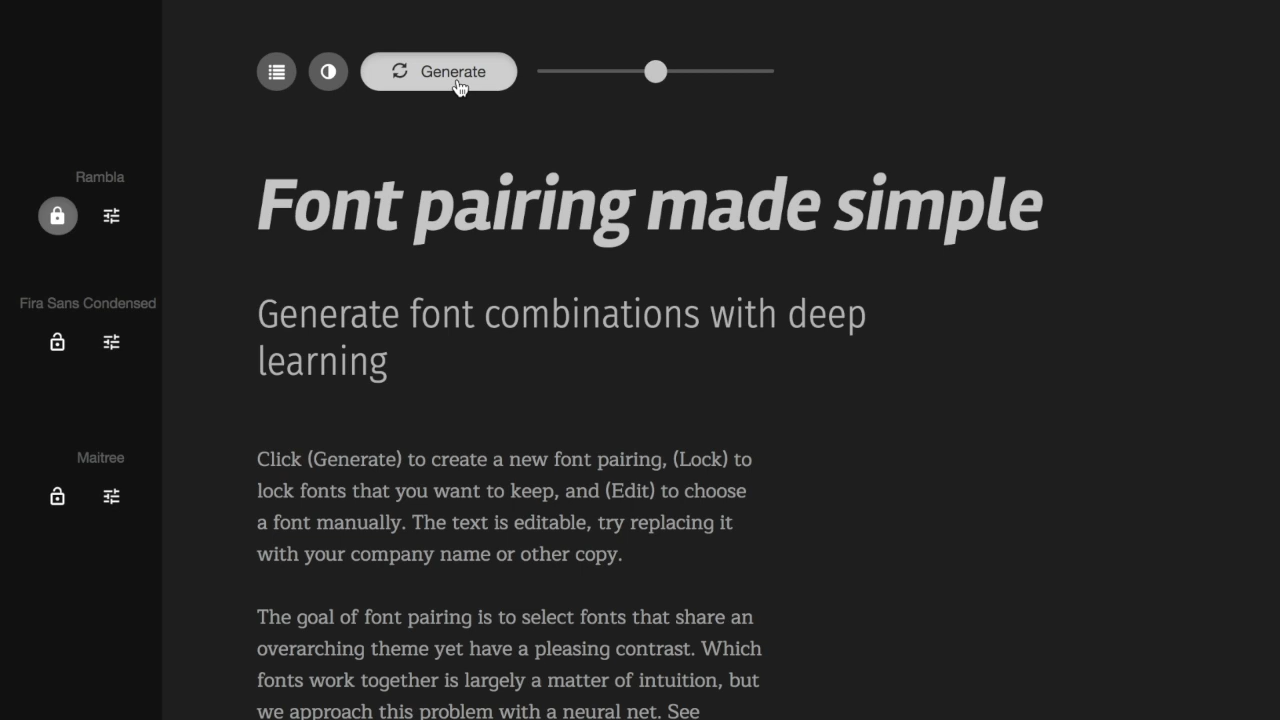 Generate
Rambla
Font pairing made simple
Fira Sans Condensed
Generate font combinations with deep
learning
Maitree
Click (Generate) to create a new font pairing, (Lock) to
lock fonts that you want to keep, and (Edit) to choose
a font manually. The text is editable, try replacing it
with your company name or other copy.
The goal of font pairing is to select fonts that share an
overarching theme yet have a pleasing contrast. Which
fonts work together is largely a matter of intuition, but
we approach this problem with a neural net. See